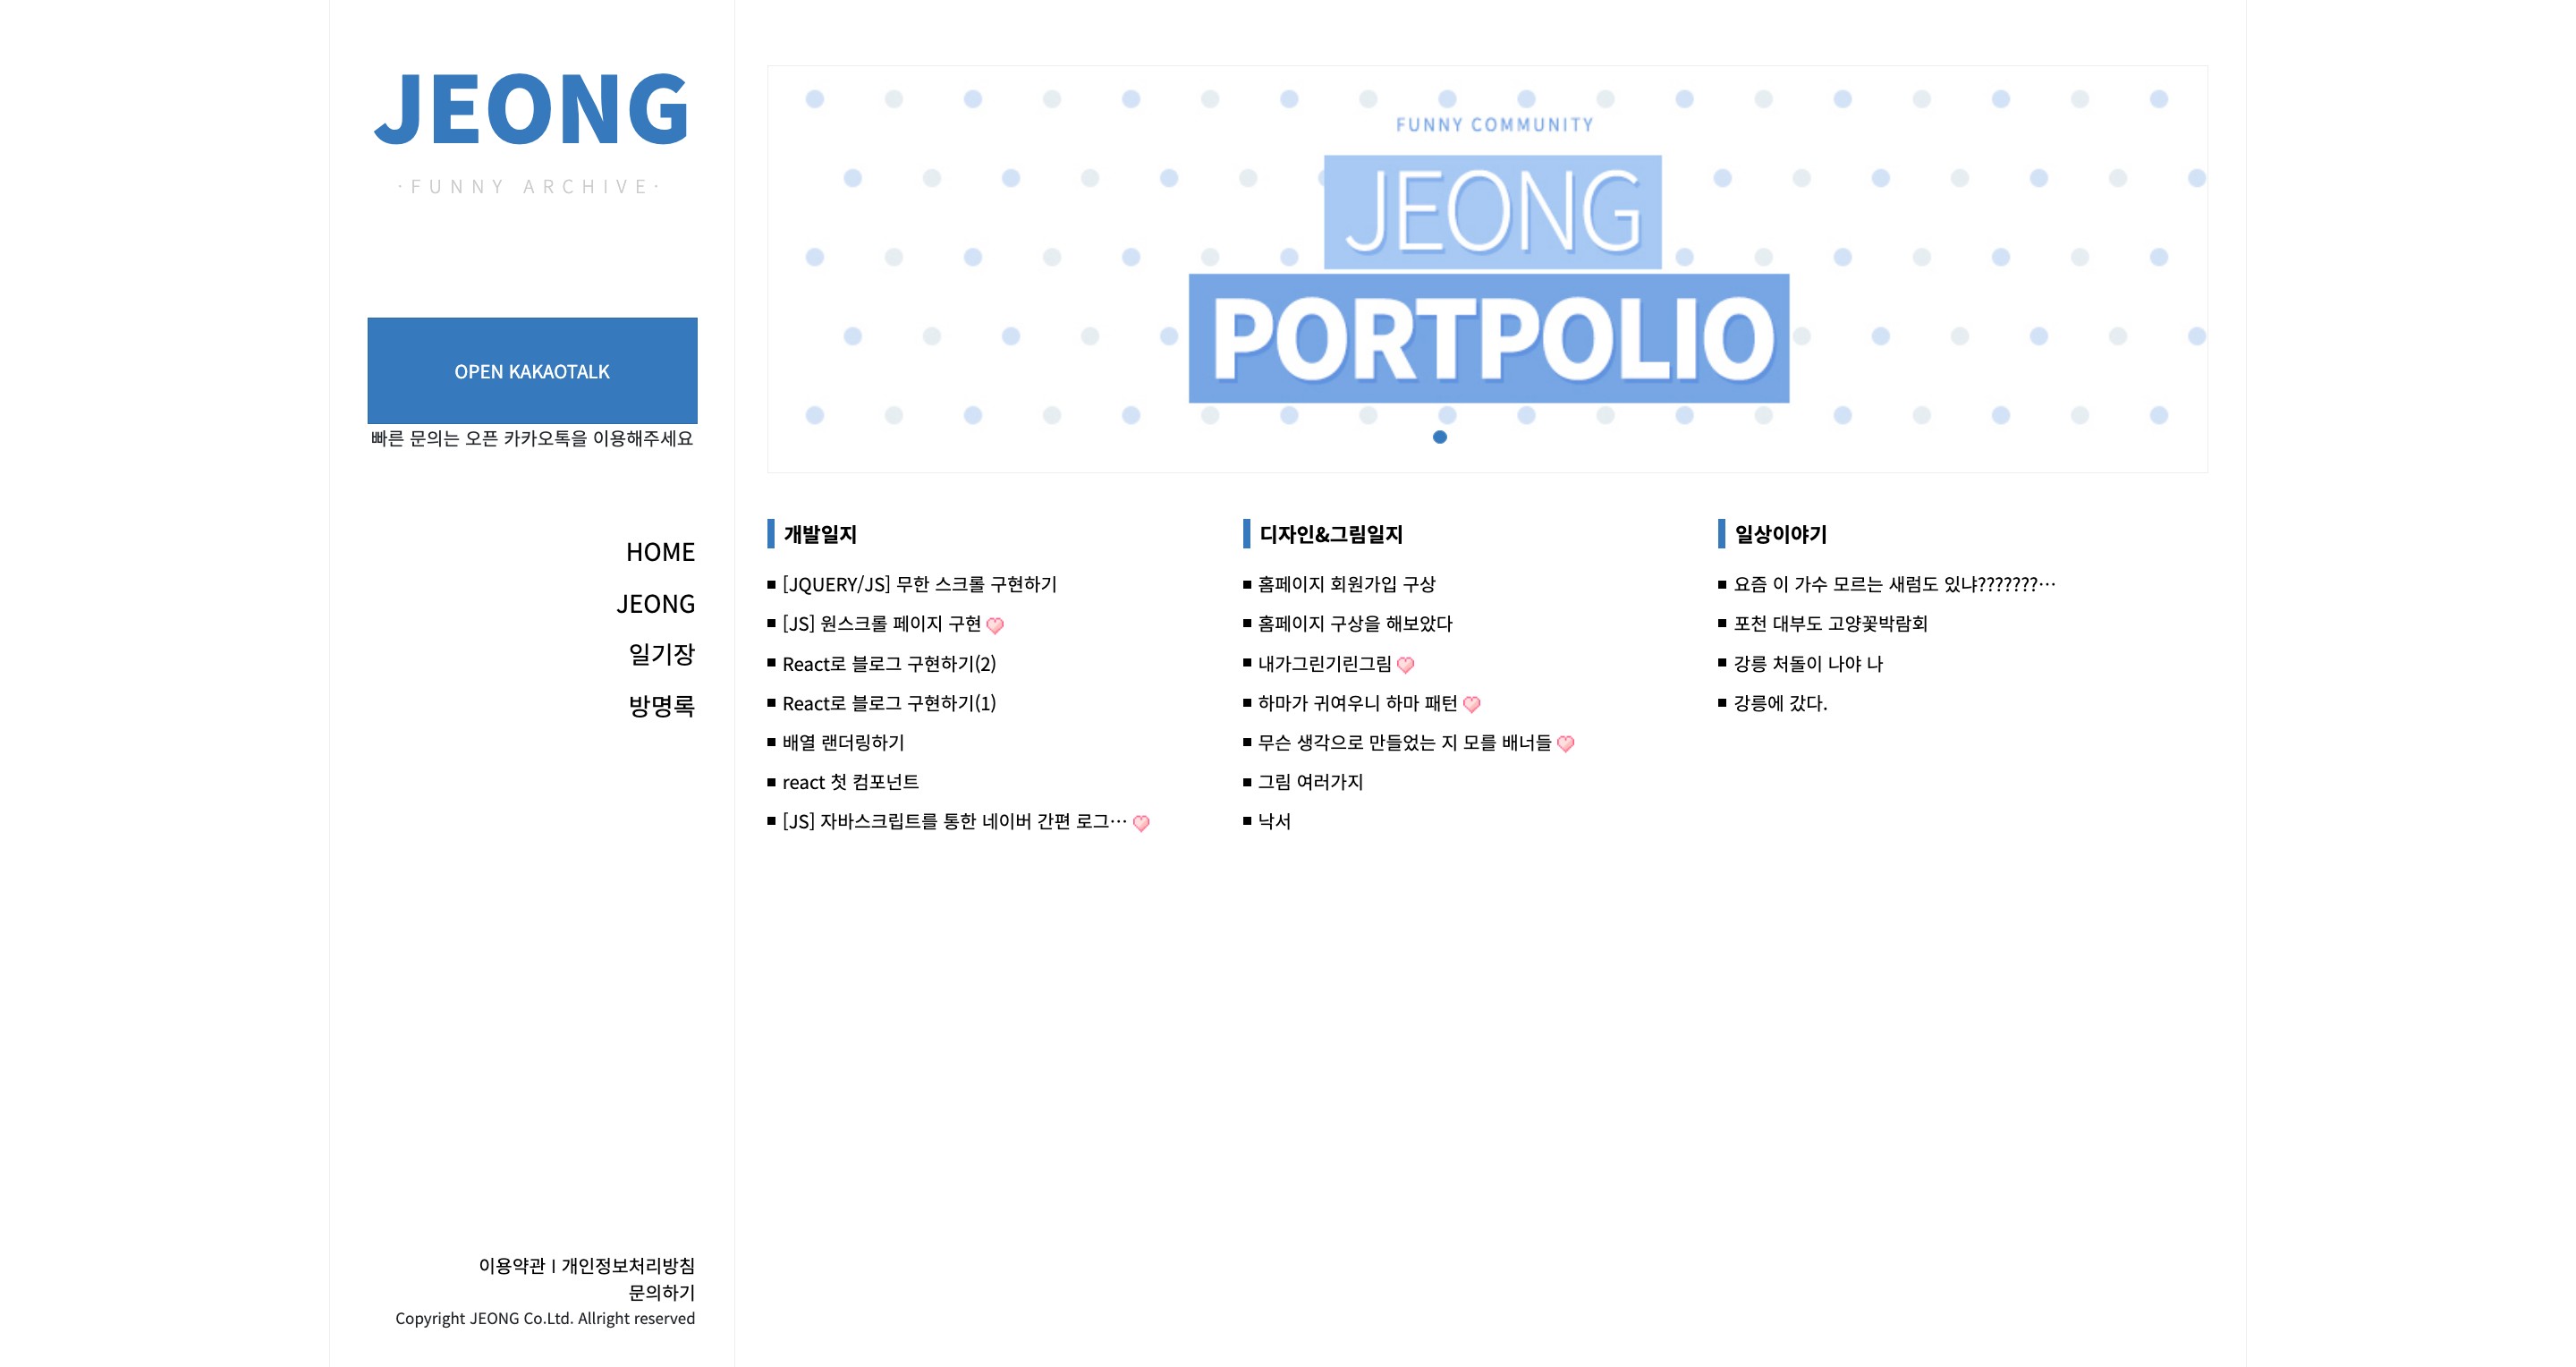 JEONG
·FUNNY ARCHIVE·
OPEN KAKAOTALK
빠른 문의는 오픈 카카오톡을 이용해주세요
HOME
JEONG
일기장
방명록
이용약관 | 개인정보처리방침
문의하기
Copyright JEONG Co.Ltd. Allright reserved
FUNNY COMMUNITY
JEONG
PORTPOLIO
개발일지
[JQUERY/JS] 무한 스크롤 구현하기
[JS] 원스크롤 페이지 구현
React로 블로그 구현하기(2)
React로 블로그 구현하기(1)
배열 랜더링하기
react 첫 컴포넌트
[JS] 자바스크립트를 통한 네이버 간편 로그…
디자인&그림일지
홈페이지 회원가입 구상
홈페이지 구상을 해보았다
내가그린기린그림
하마가 귀여우니 하마 패턴
무슨 생각으로 만들었는 지 모를 배너들
그림 여러가지
낙서
일상이야기
요즘 이 가수 모르는 새럼도 있냐???????…
포천 대부도 고양꽃박람회
강릉 처돌이 나야 나
강릉에 갔다.